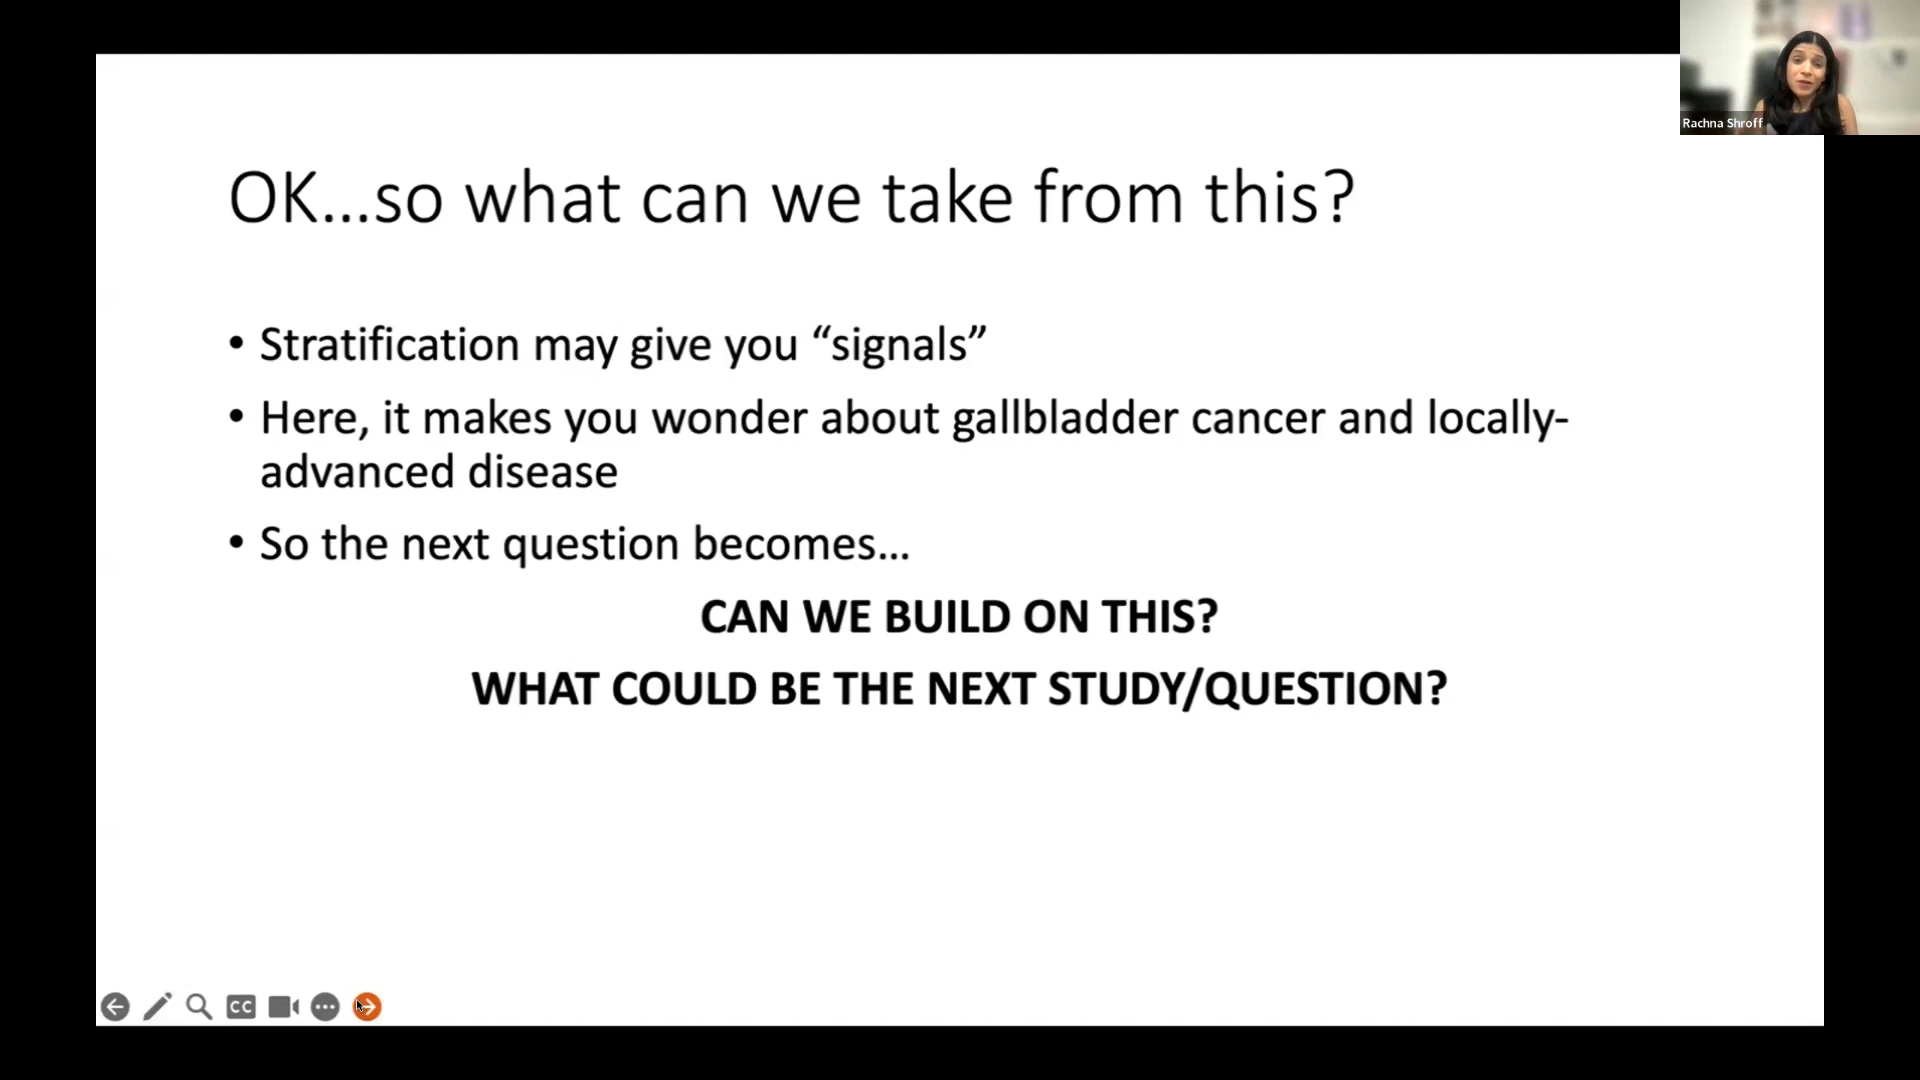 Rachna Shroff
OK...so what can we take from this?
• Stratification may give you “signals”
• Here, it makes you wonder about gallbladder cancer and locally-
advanced disease
• So the next question becomes...
CAN WE BUILD ON THIS?
WHAT COULD BE THE NEXT STUDY/QUESTION?
CC